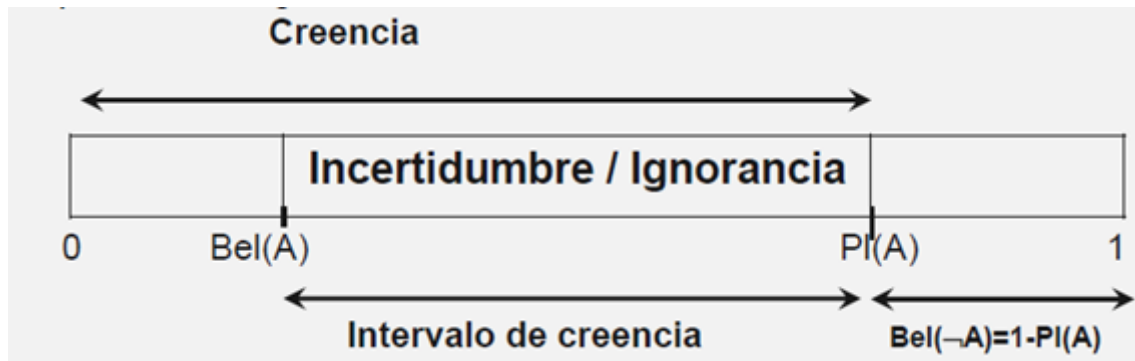 Creencia
Incertidumbre / Ignorancia
0 Bel(A) Pl(A) 1
Intervalo de creencia Bel(¬A)=1-Pl(A)